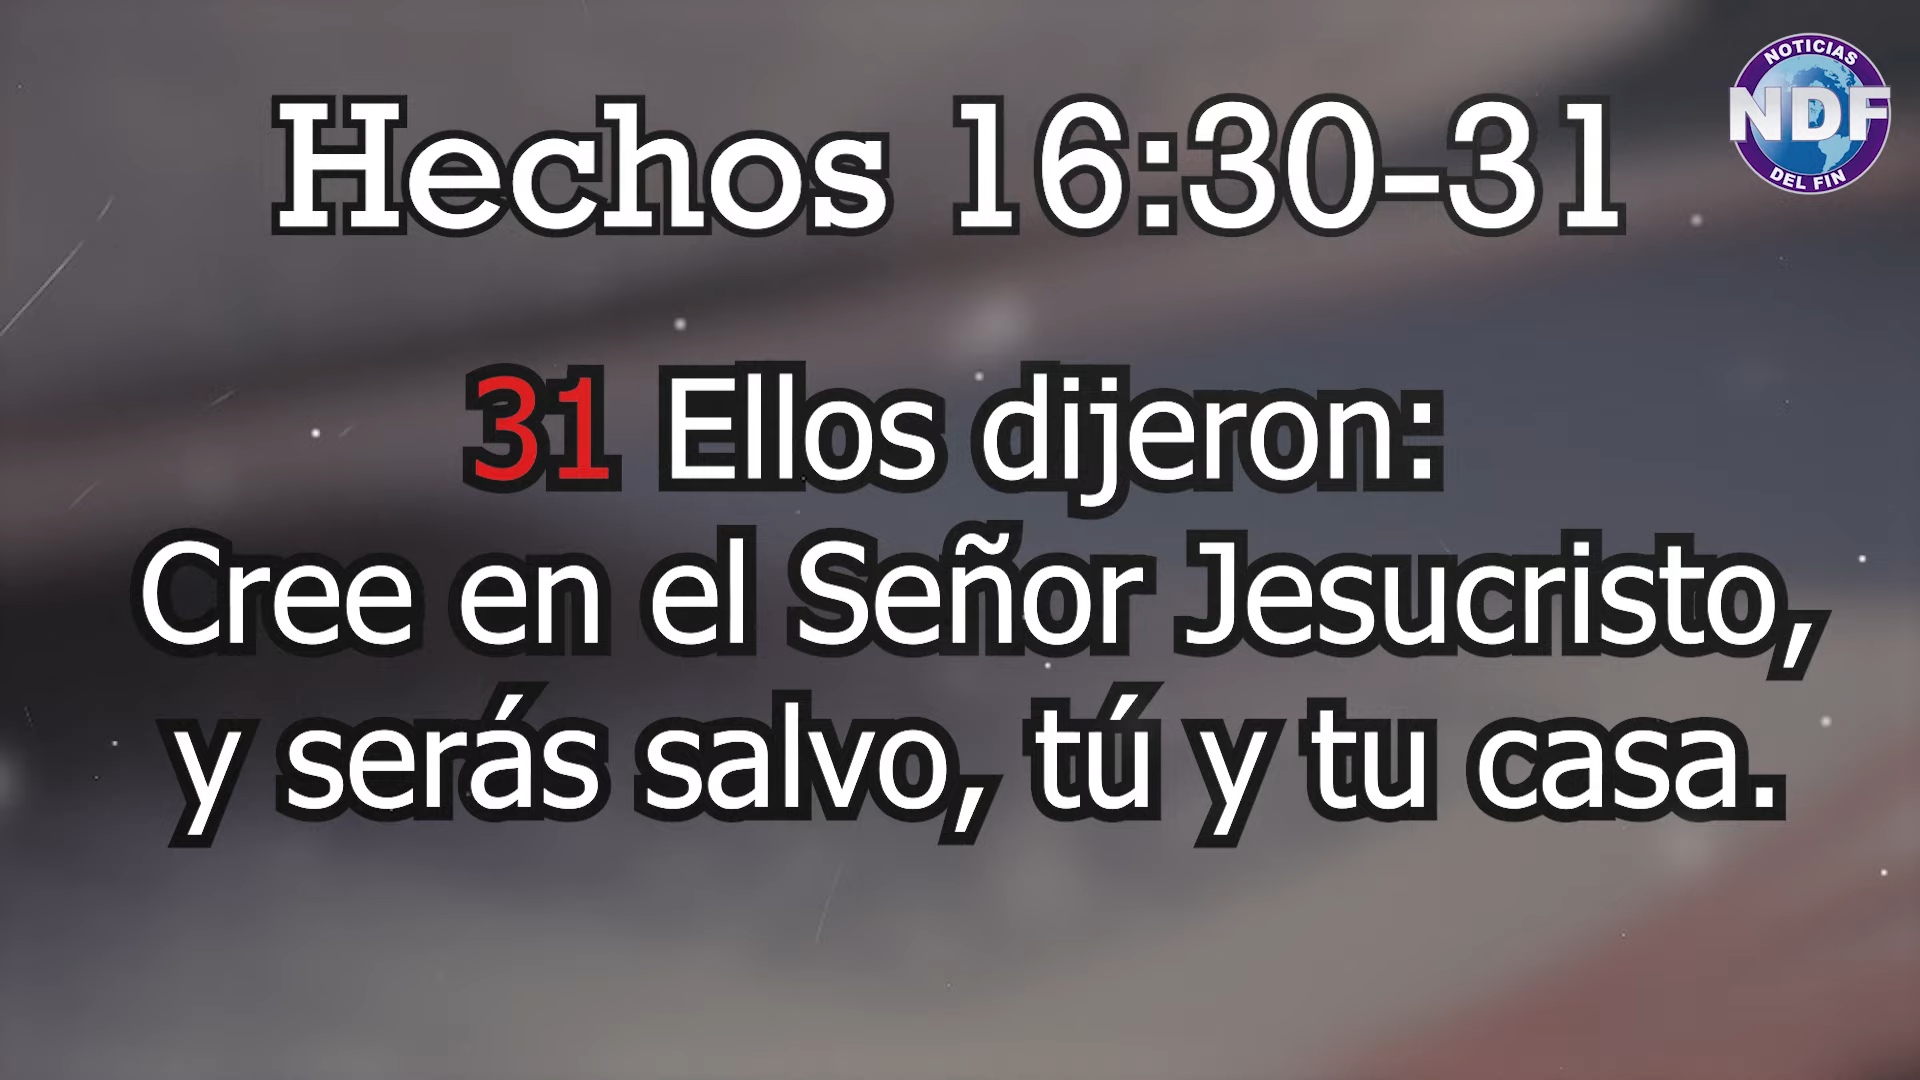 Hechos 16:30-31
NOTICIAS
NDF
DEL FIN
31 Ellos dijeron:
Cree en el Señor Jesucristo,
y serás salvo, tú y tu casa.